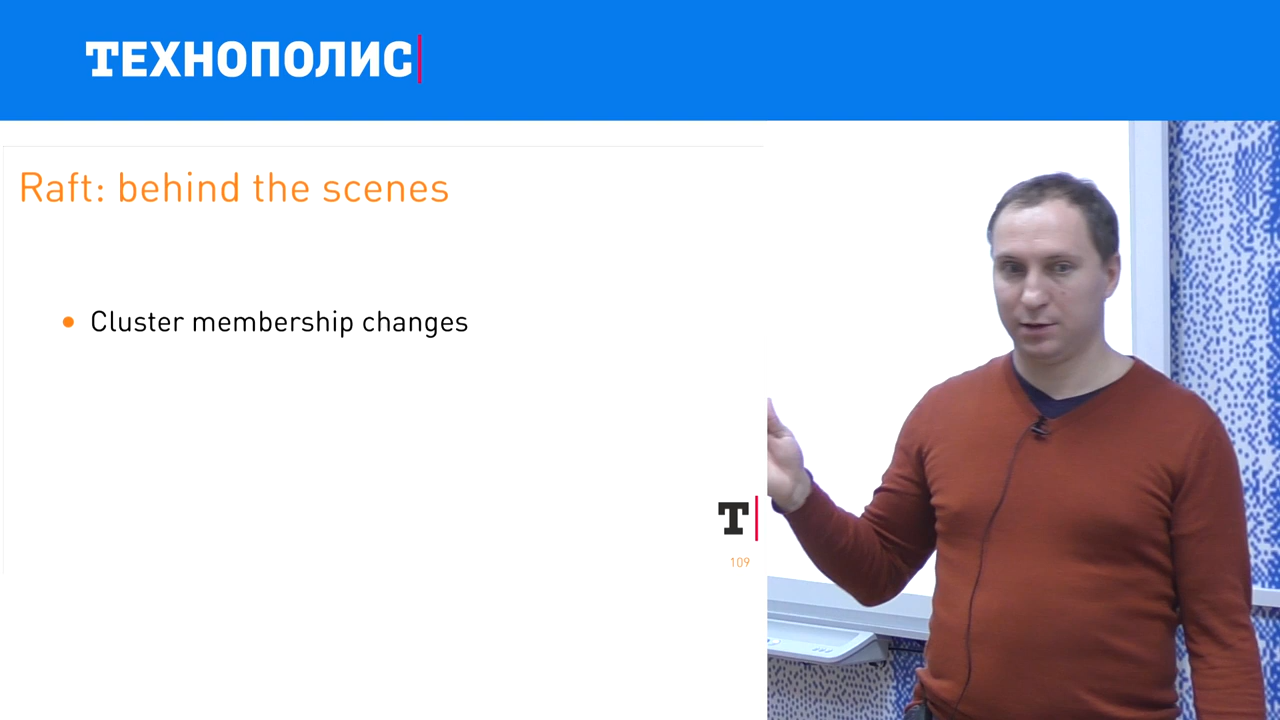 ТЕХНОПОЛИС
Raft: behind the scenes
Cluster membership changes
Т
109